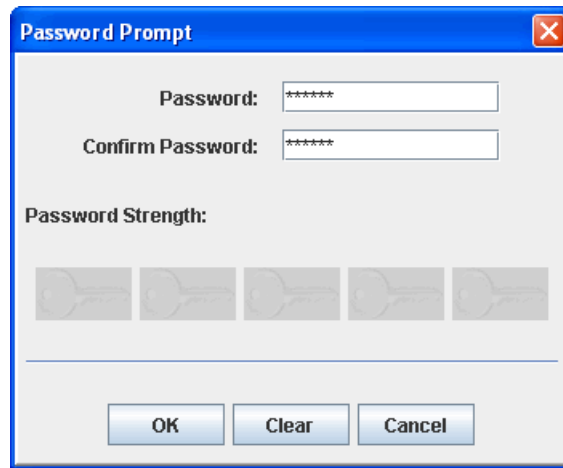 Password Prompt
Password: ******
Confirm Password: ******
Password Strength:
OK Clear Cancel